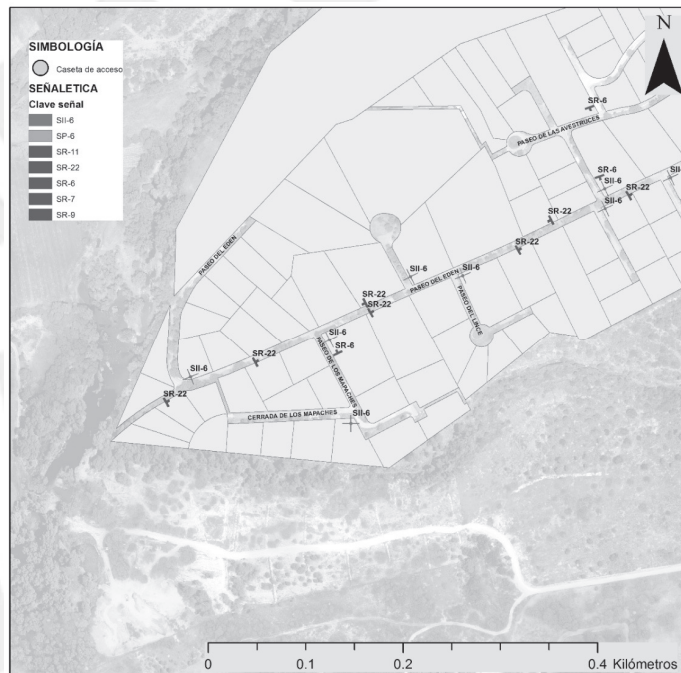 SIMBOLOGÍA
Caseta de acceso
SEÑALETICA
Clave señal
SII-6
SP-6
SR-11
SR-22
SR-6
SR-7
SR-9
N
SR-6
PASEO DE LAS AVESTRUCES
SR-6
SII-6
SII-6
SR-22
SII-6
SR-22
SR-22
PASEO DEL EDEN
SII-6
SII-6
PASEO DEL EDEN
PASEO DEL LINCE
SR-22
SR-22
SII-6
SR-6
SR-22
PASEO DE LOS MAPACHES
SII-6
SR-22
CERRADA DE LOS MAPACHES
SII-6
0 0.1 0.2 0.4 Kilómetros